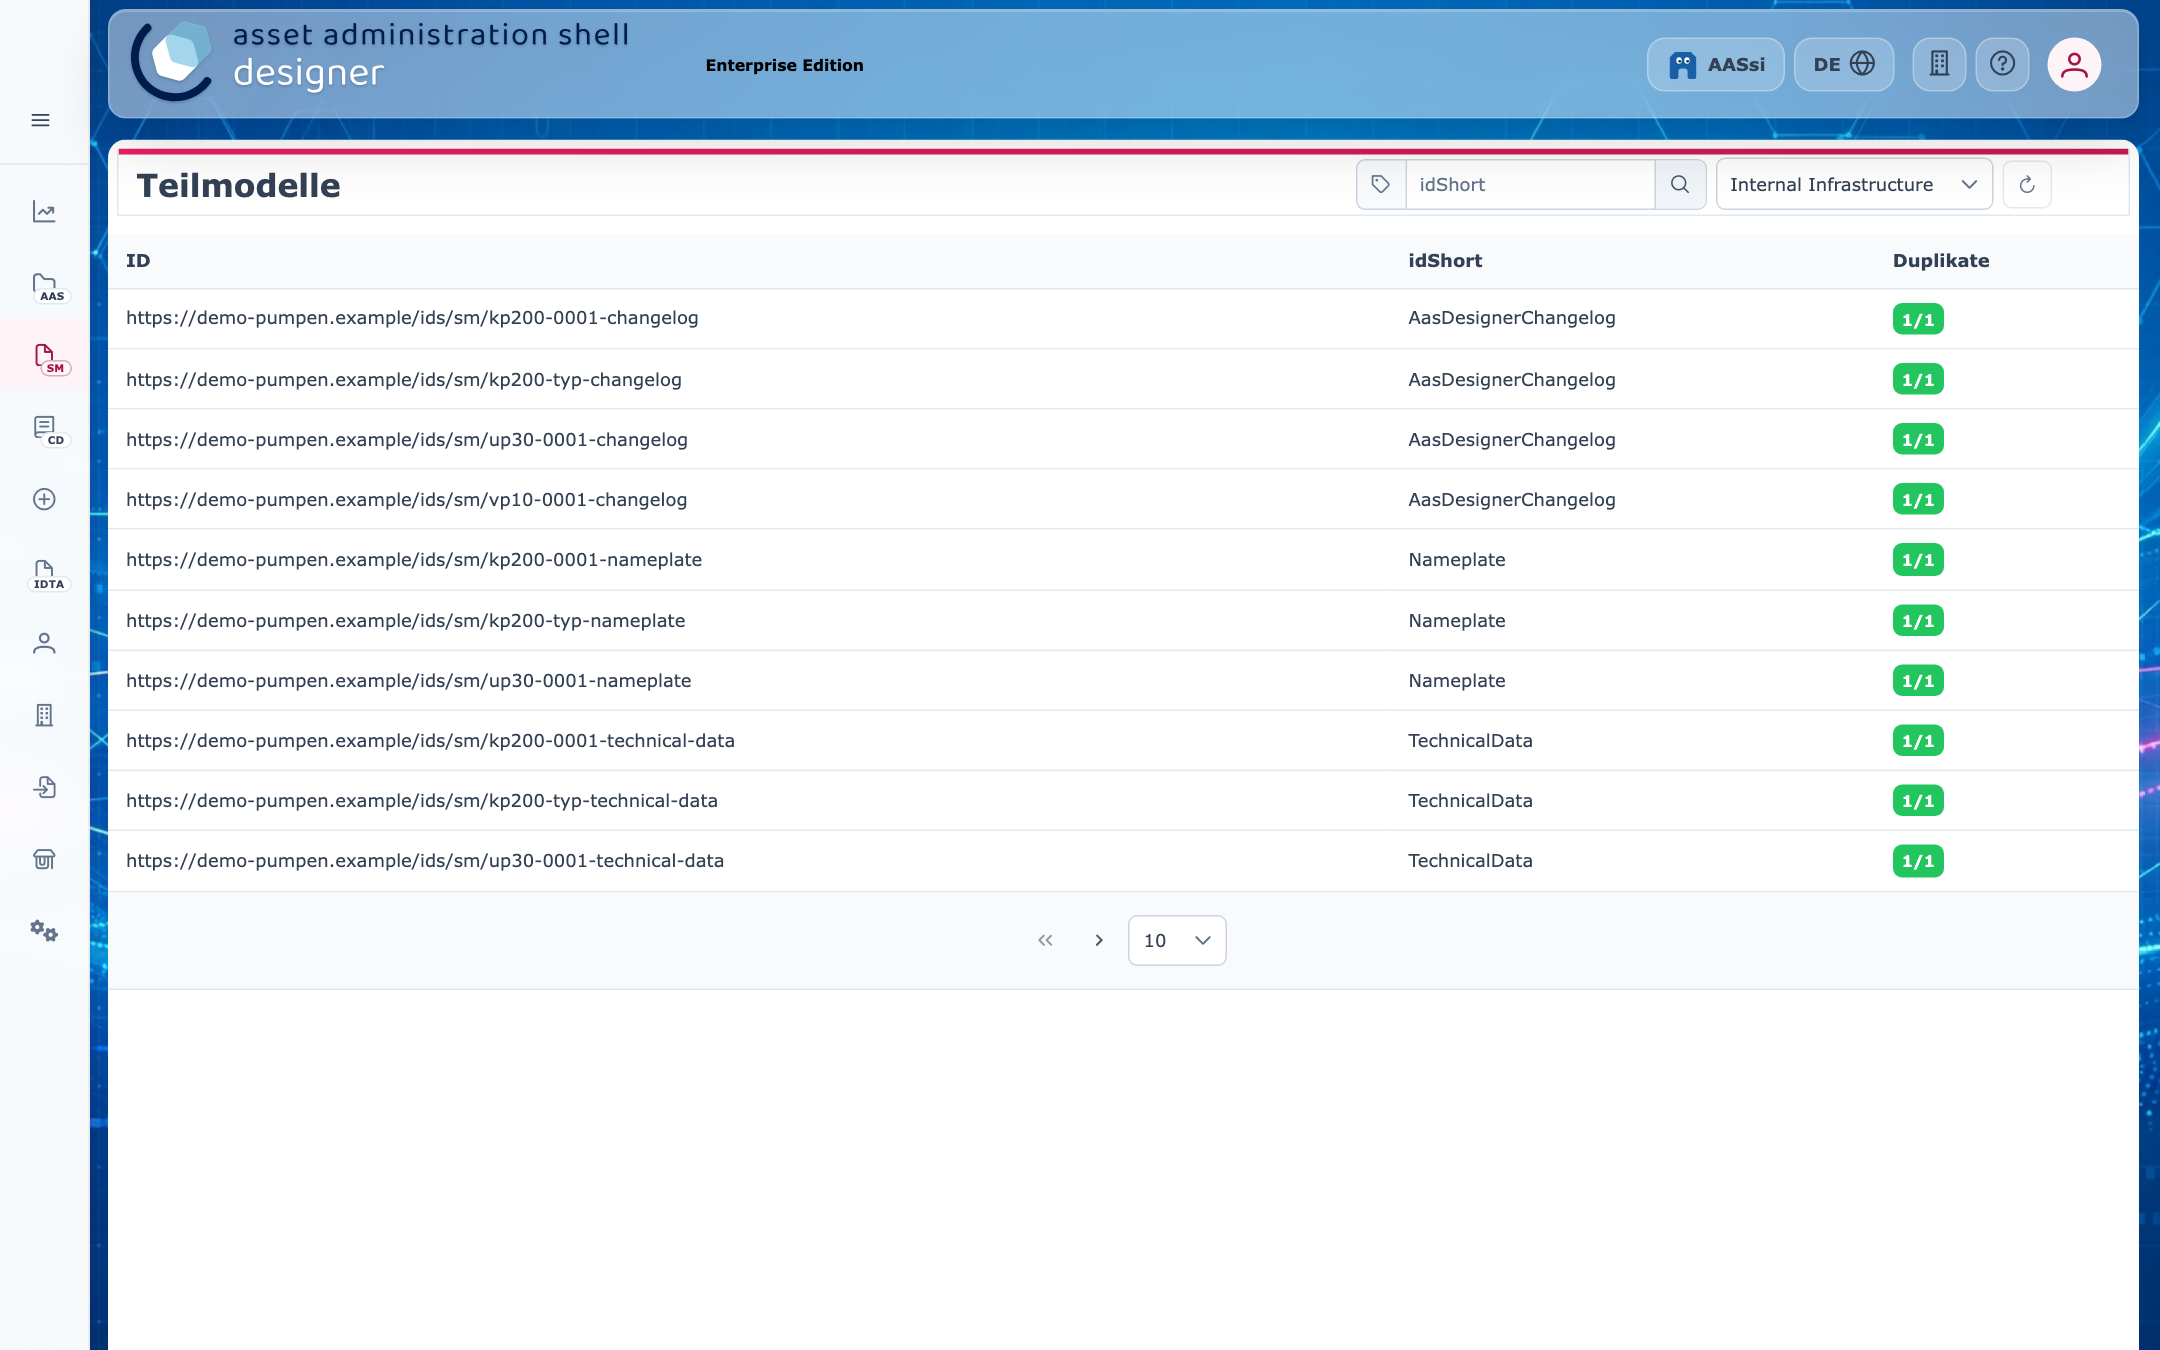 asset administration shell
designer
Enterprise Edition
AASsi
DE
Teilmodelle
idShort
Internal Infrastructure
AAS
SM
CD
IDTA
ID idShort Duplikate
https://demo-pumpen.example/ids/sm/kp200-0001-changelog AasDesignerChangelog 1/1
https://demo-pumpen.example/ids/sm/kp200-typ-changelog AasDesignerChangelog 1/1
https://demo-pumpen.example/ids/sm/up30-0001-changelog AasDesignerChangelog 1/1
https://demo-pumpen.example/ids/sm/vp10-0001-changelog AasDesignerChangelog 1/1
https://demo-pumpen.example/ids/sm/kp200-0001-nameplate Nameplate 1/1
https://demo-pumpen.example/ids/sm/kp200-typ-nameplate Nameplate 1/1
https://demo-pumpen.example/ids/sm/up30-0001-nameplate Nameplate 1/1
https://demo-pumpen.example/ids/sm/kp200-0001-technical-data TechnicalData 1/1
https://demo-pumpen.example/ids/sm/kp200-typ-technical-data TechnicalData 1/1
https://demo-pumpen.example/ids/sm/up30-0001-technical-data TechnicalData 1/1
10